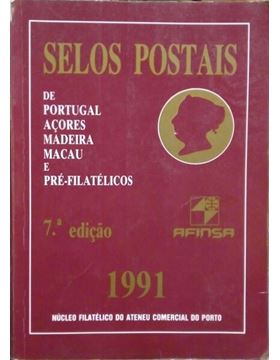 SELOS POSTAIS
DE
PORTUGAL
AÇORES
MADEIRA
MACAU
E
PRÉ-FILATÉLICOS
7.ª edição
AFINSA
1991
NÚCLEO FILATÉLICO DO ATENEU COMERCIAL DO PORTO